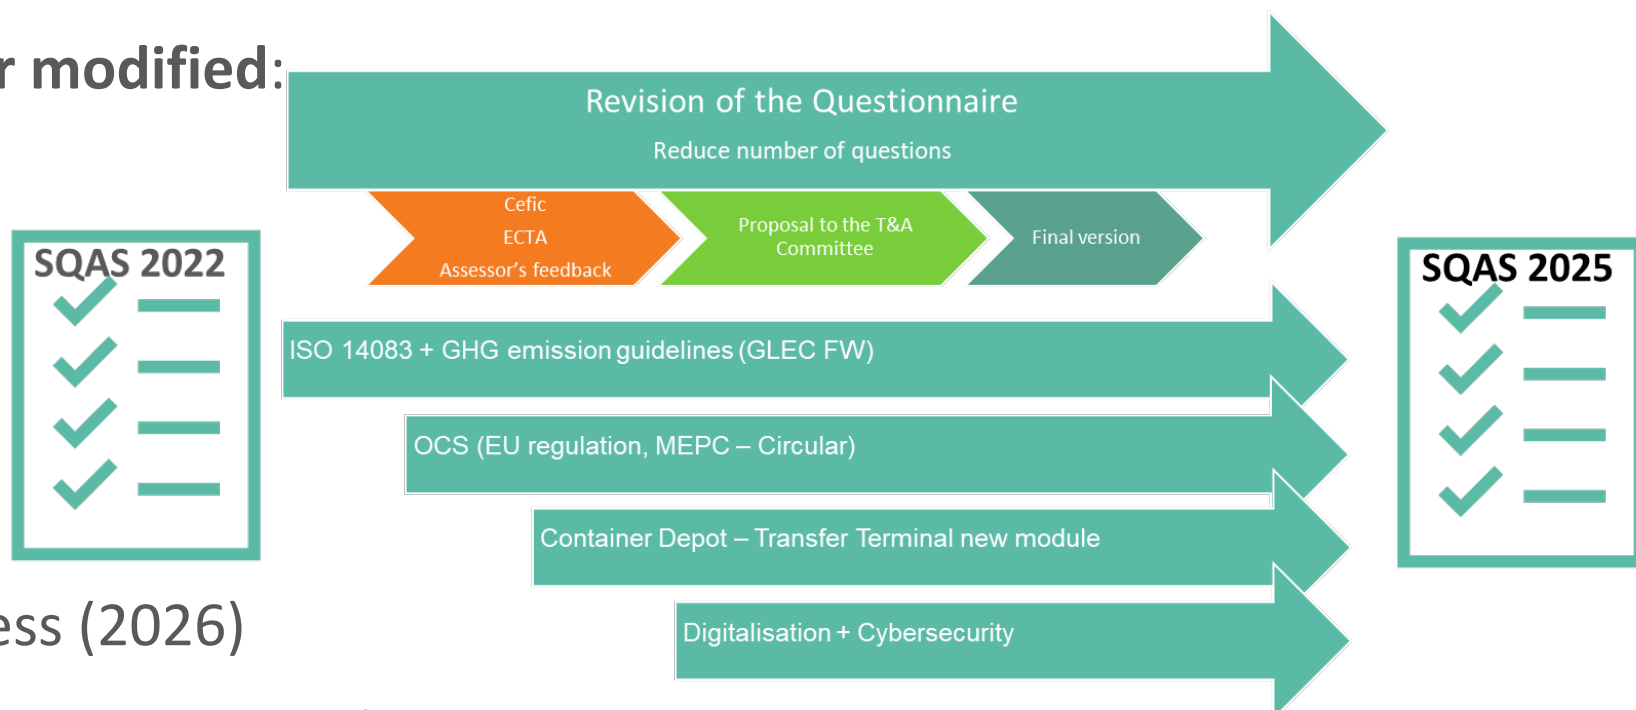 r modified:
Revision of the Questionnaire
Reduce number of questions
Cefic
ECTA
Assessor's feedback
Proposal to the T&A
Committee
Final version
SQAS 2022
SQAS 2025
ISO 14083 + GHG emission guidelines (GLEC FW)
OCS (EU regulation, MEPC – Circular)
Container Depot – Transfer Terminal new module
Digitalisation + Cybersecurity
ess (2026)